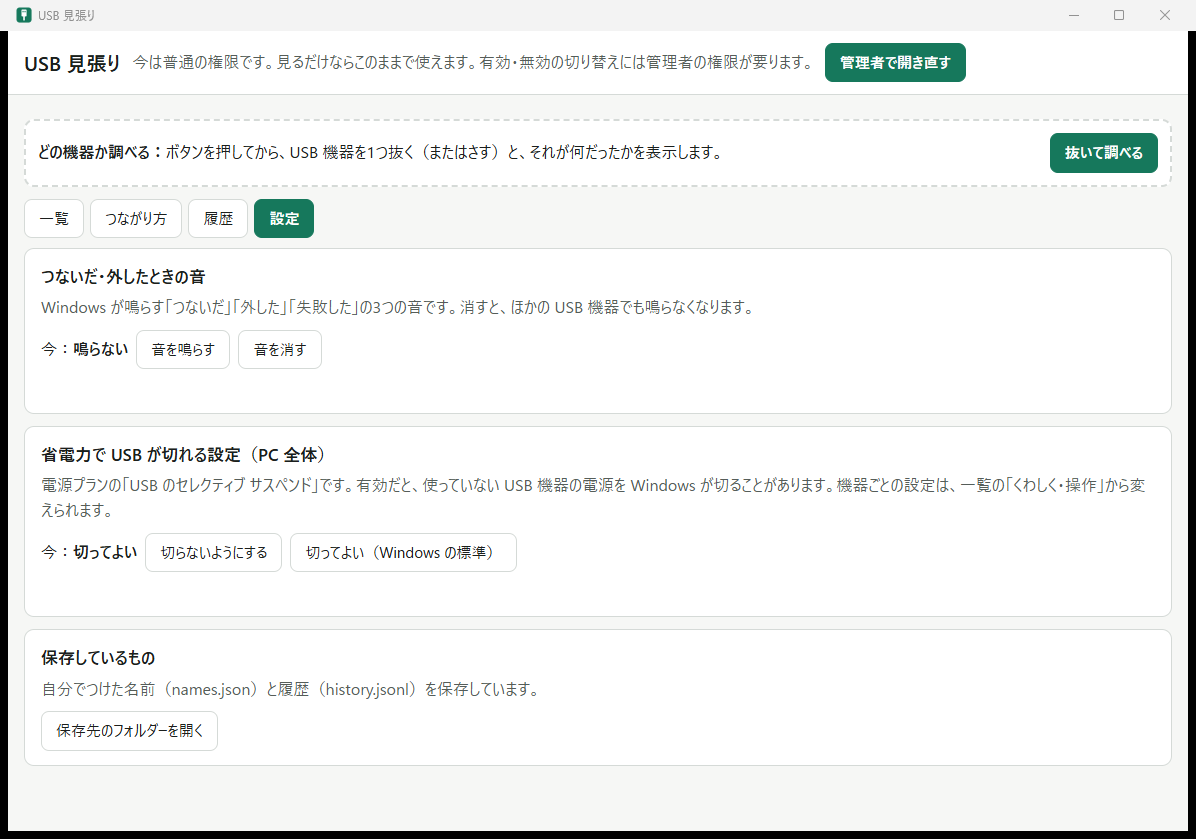 USB 見張り
USB 見張り 今は普通の権限です。見るだけならこのままで使えます。有効・無効の切り替えには管理者の権限が要ります。 管理者で開き直す
どの機器か調べる：ボタンを押してから、USB 機器を1つ抜く（またはさす）と、それが何だったかを表示します。 抜いて調べる
一覧 つながり方 履歴 設定
つないだ・外したときの音
Windows が鳴らす「つないだ」「外した」「失敗した」の3つの音です。消すと、ほかの USB 機器でも鳴らなくなります。
今：鳴らない 音を鳴らす 音を消す
省電力で USB が切れる設定（PC 全体）
電源プランの「USB のセレクティブ サスペンド」です。有効だと、使っていない USB 機器の電源を Windows が切ることがあります。機器ごとの設定は、一覧の「くわしく・操作」から変
えられます。
今：切ってよい 切らないようにする 切ってよい（Windows の標準）
保存しているもの
自分でつけた名前（names.json）と履歴（history.jsonl）を保存しています。
保存先のフォルダーを開く